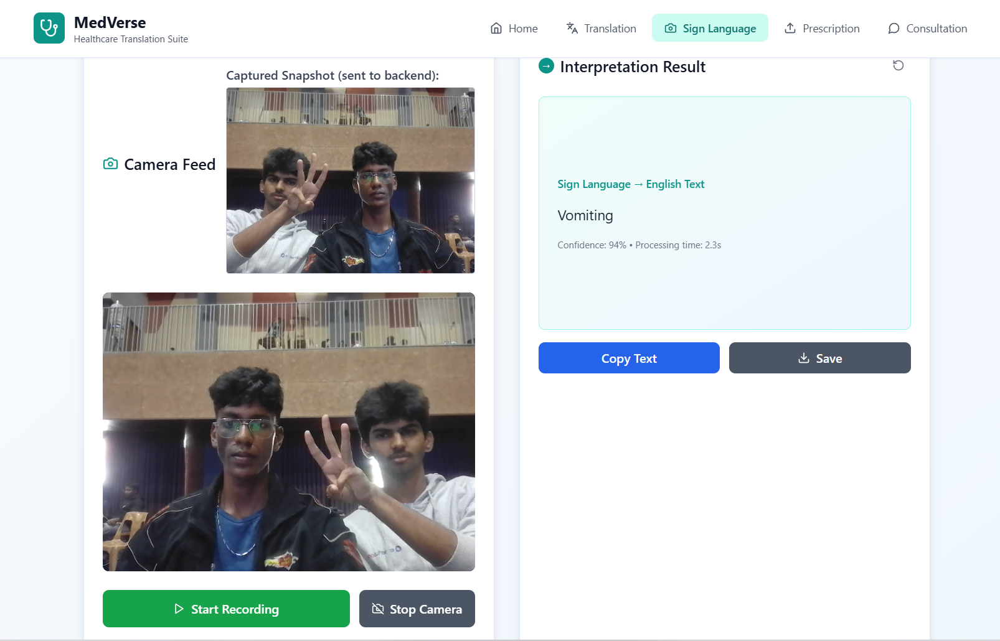 MedVerse
Healthcare Translation Suite
Home
Translation
Sign Language
Prescription
Consultation
Captured Snapshot (sent to backend):
Camera Feed
Start Recording
Stop Camera
→ Interpretation Result
Sign Language → English Text
Vomiting
Confidence: 94% • Processing time: 2.3s
Copy Text
Save